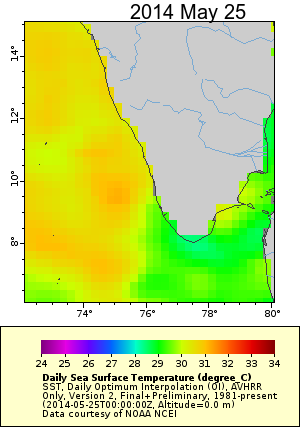 2014 May 25
14°
12°
10°
8°
74° 76° 78° 80°
24 25 26 27 28 29 30 31 32 33 34
Daily Sea Surface Temperature (degree_C)
SST, Daily Optimum Interpolation (OI), AVHRR
Only, Version 2, Final+Preliminary, 1981-present
(2014-05-25T00:00:00Z, Altitude=0.0 m)
Data courtesy of NOAA NCEI